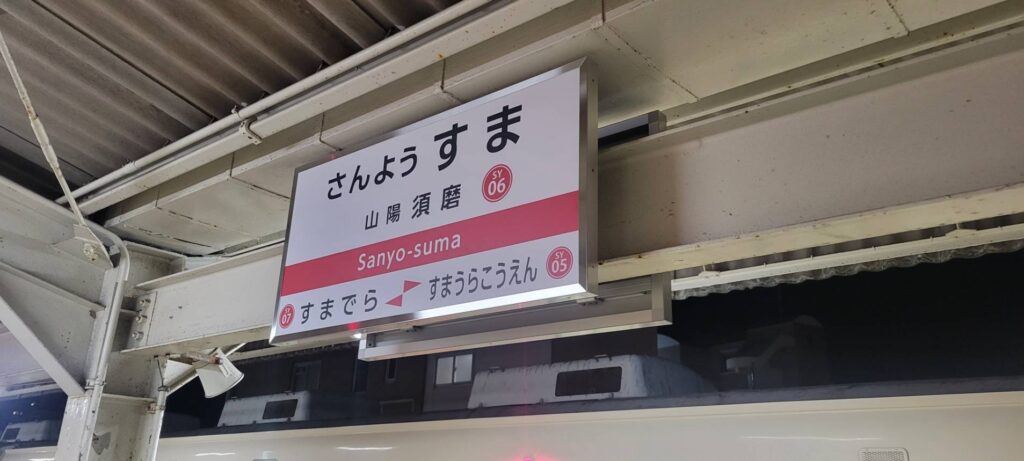 さんようすま
山陽須磨 SY 06
Sanyo-suma
SY 07 すまでら すまうらこうえん SY 05